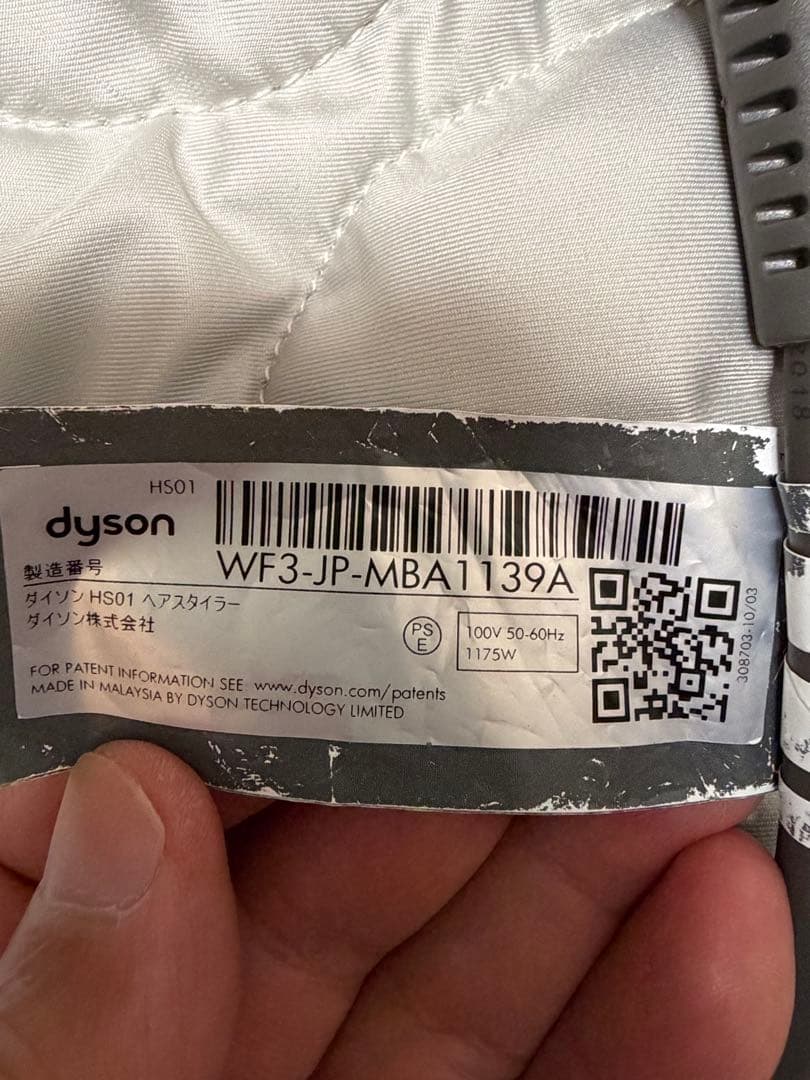 HS01
dyson
製造番号
WF3-JP-MBA1139A
ダイソン HS01 ヘアスタイラー
ダイソン株式会社
PS
E
100V 50-60Hz
1175W
308703-10/03
FOR PATENT INFORMATION SEE: www.dyson.com/patents
MADE IN MALAYSIA BY DYSON TECHNOLOGY LIMITED